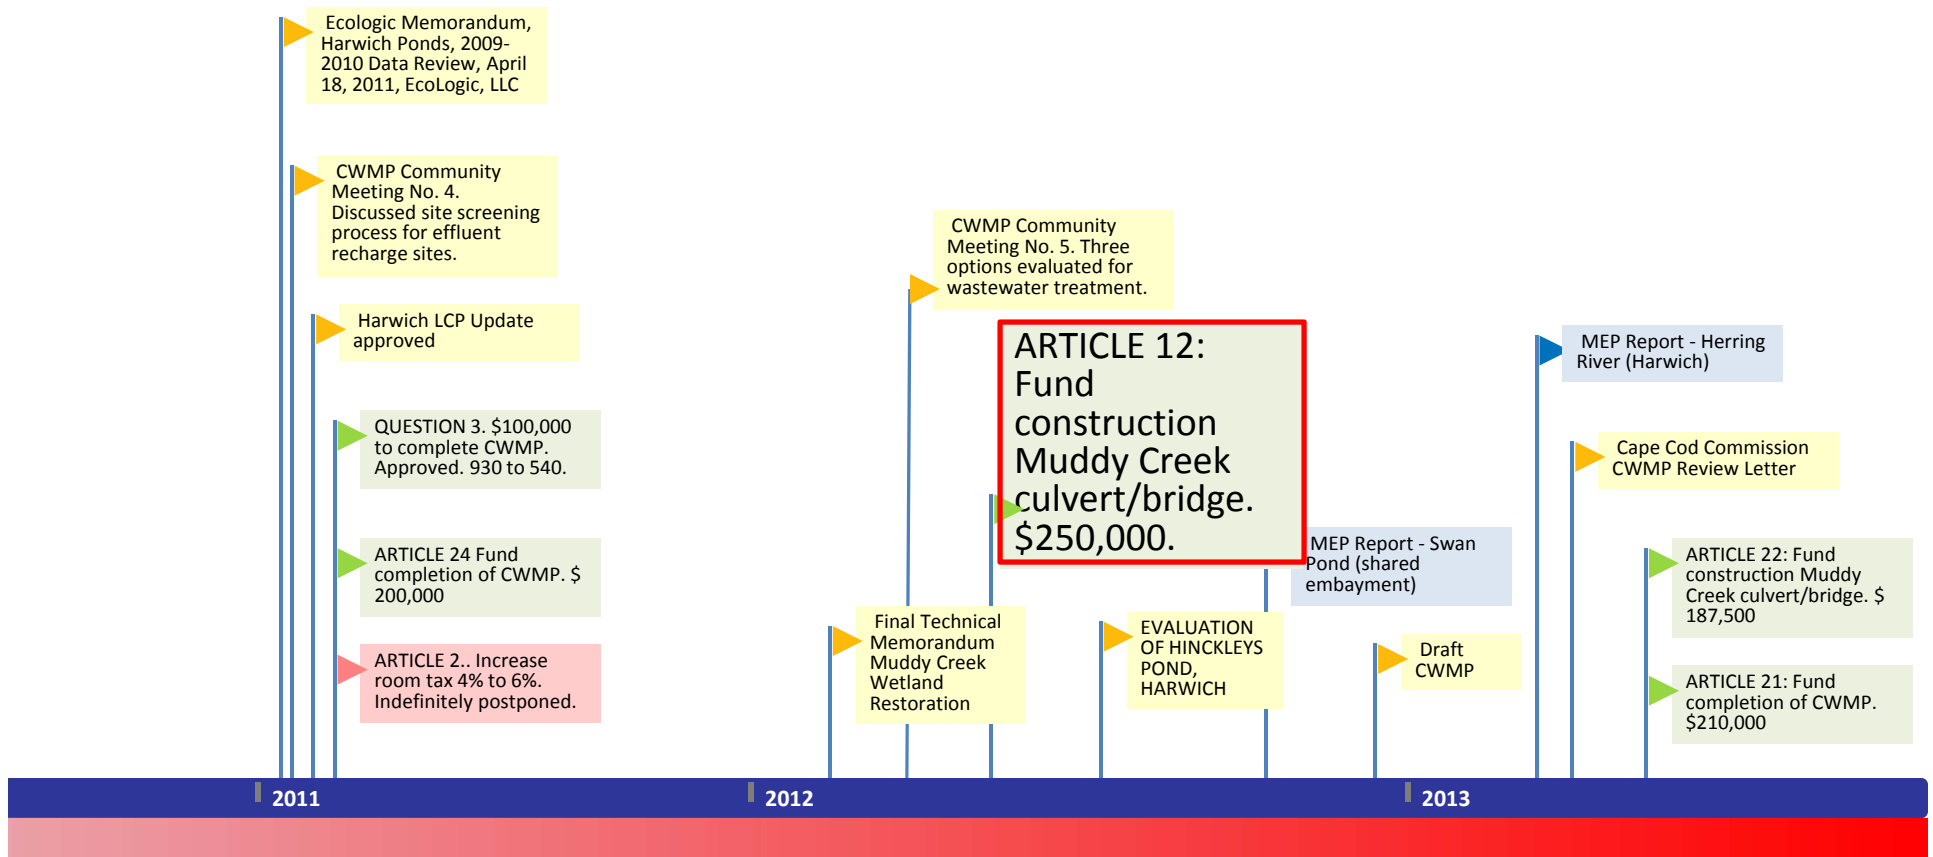 Ecologic Memorandum,
Harwich Ponds, 2009-
2010 Data Review, April
18, 2011, EcoLogic, LLC
CWMP Community
Meeting No. 4.
Discussed site screening
process for effluent
recharge sites.
Harwich LCP Update
approved
QUESTION 3. $100,000
to complete CWMP.
Approved. 930 to 540.
ARTICLE 24 Fund
completion of CWMP. $
200,000
ARTICLE 2.. Increase
room tax 4% to 6%.
Indefinitely postponed.
CWMP Community
Meeting No. 5. Three
options evaluated for
wastewater treatment.
ARTICLE 12:
Fund
construction
Muddy Creek
culvert/bridge.
$250,000.
Final Technical
Memorandum
Muddy Creek
Wetland
Restoration
EVALUATION
OF HINCKLEYS
POND,
HARWICH
MEP Report - Swan
Pond (shared
embayment)
Draft
CWMP
MEP Report - Herring
River (Harwich)
Cape Cod Commission
CWMP Review Letter
ARTICLE 22: Fund
construction Muddy
Creek culvert/bridge. $
187,500
ARTICLE 21: Fund
completion of CWMP.
$210,000
2011
2012
2013